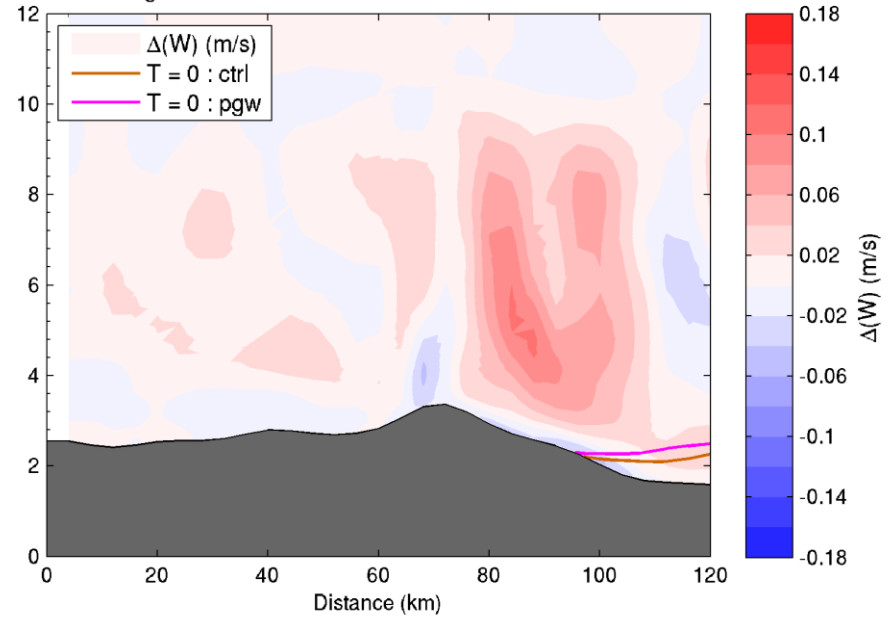 12
10
8
6
4
2
0
0 20 40 60 80 100 120
Distance (km)
Δ(W) (m/s)
T = 0 : ctrl
T = 0 : pgw
0.18
0.14
0.1
0.06
0.02
-0.02
-0.06
-0.1
-0.14
-0.18
Δ(W) (m/s)